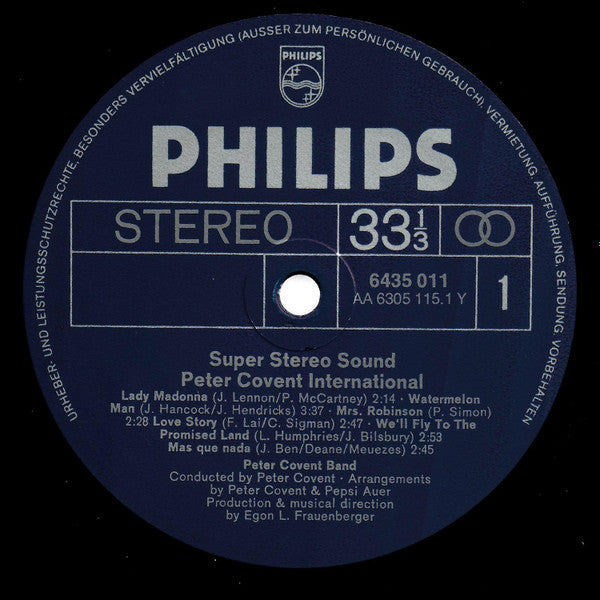 URHEBER- UND LEISTUNGSSCHUTZRECHTE, BESONDERS VERVIELFÄLTIGUNG (AUSSER ZUM PERSÖNLICHEN GEBRAUCH), VERMIETUNG, AUFFÜHRUNG, SENDUNG, VORBEHALTEN
PHILIPS
PHILIPS
STEREO 33⅓
6435 011
AA 6305 115.1 Y 1
Super Stereo Sound
Peter Covent International
Lady Madonna (J. Lennon/P. McCartney) 2:14 · Watermelon
Man (J. Hancock/J. Hendricks) 3:37 · Mrs. Robinson (P. Simon)
2:28 Love Story (F. Lai/C. Sigman) 2:47 · We'll Fly To The
Promised Land (L. Humphries/J. Bilsbury) 2:53
Mas que nada (J. Ben/Deane/Meuezes) 2:45
Peter Covent Band
Conducted by Peter Covent · Arrangements
by Peter Covent & Pepsi Auer
Production & musical direction
by Egon L. Frauenberger